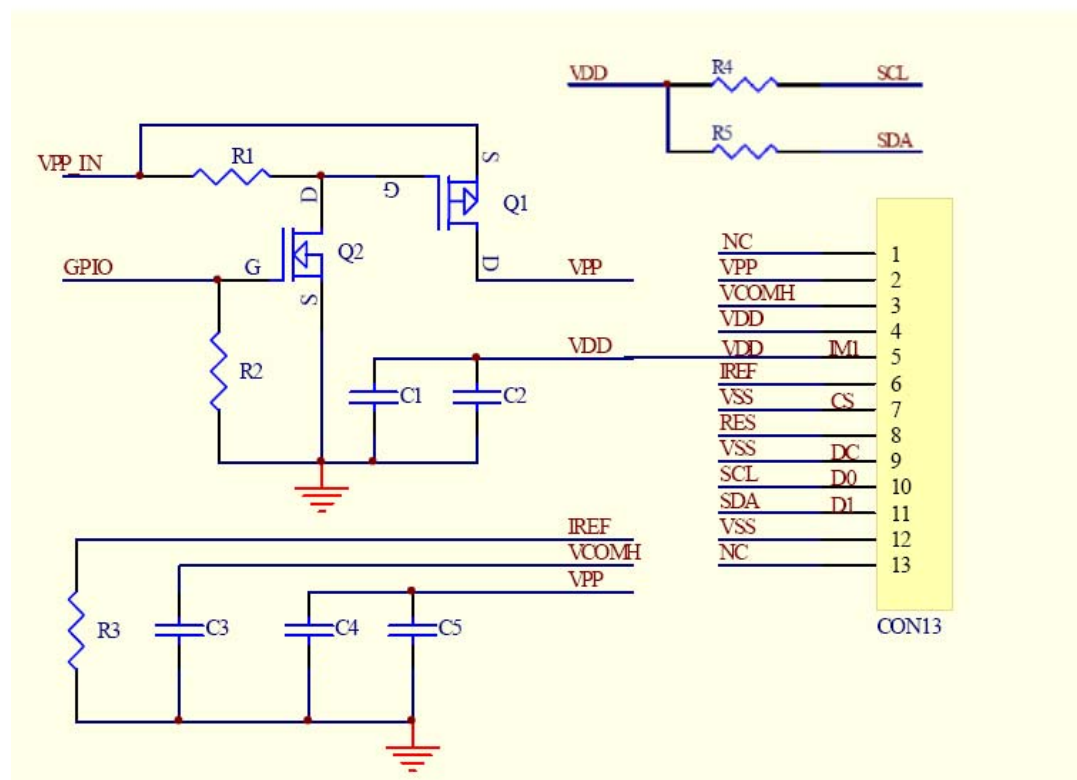 VDD R4 SCL
R5 SDA
VPP_IN R1 S
D G Q1
GPIO G Q2 D VPP
S
R2 VDD
C1 C2
NC 1
VPP 2
VCOMH 3
VDD 4
VDD IM1 5
IREF 6
VSS CS 7
RES 8
VSS DC 9
SCL D0 10
SDA D1 11
VSS 12
NC 13
CON13
IREF
VCOMH
VPP
R3 C3 C4 C5